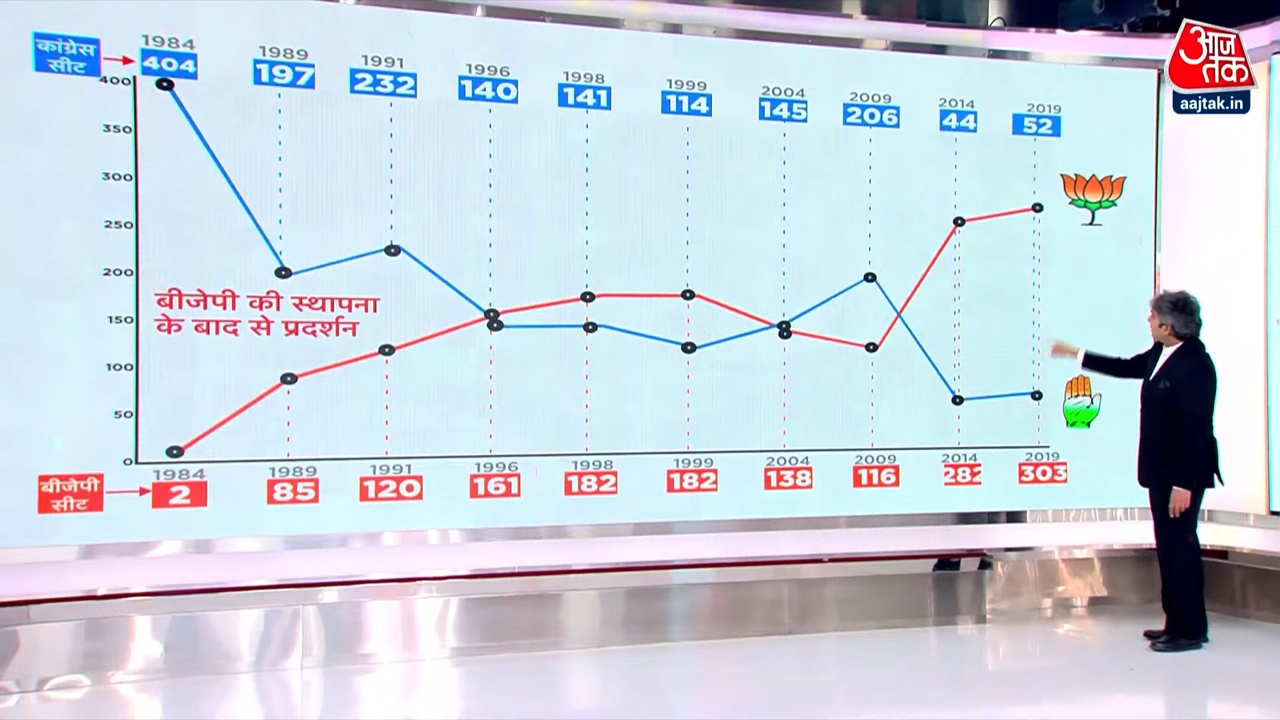 आज
तक
aajtak.in
कांग्रेस
सीट
1984 1989 1991 1996 1998 1999 2004 2009 2014 2019
404 197 232 140 141 114 145 206 44 52
400
350
300
250
200
150
100
50
0
बीजेपी की स्थापना
के बाद से प्रदर्शन
बीजेपी
सीट
1984 1989 1991 1996 1998 1999 2004 2009 2014 2019
2 85 120 161 182 182 138 116 282 303